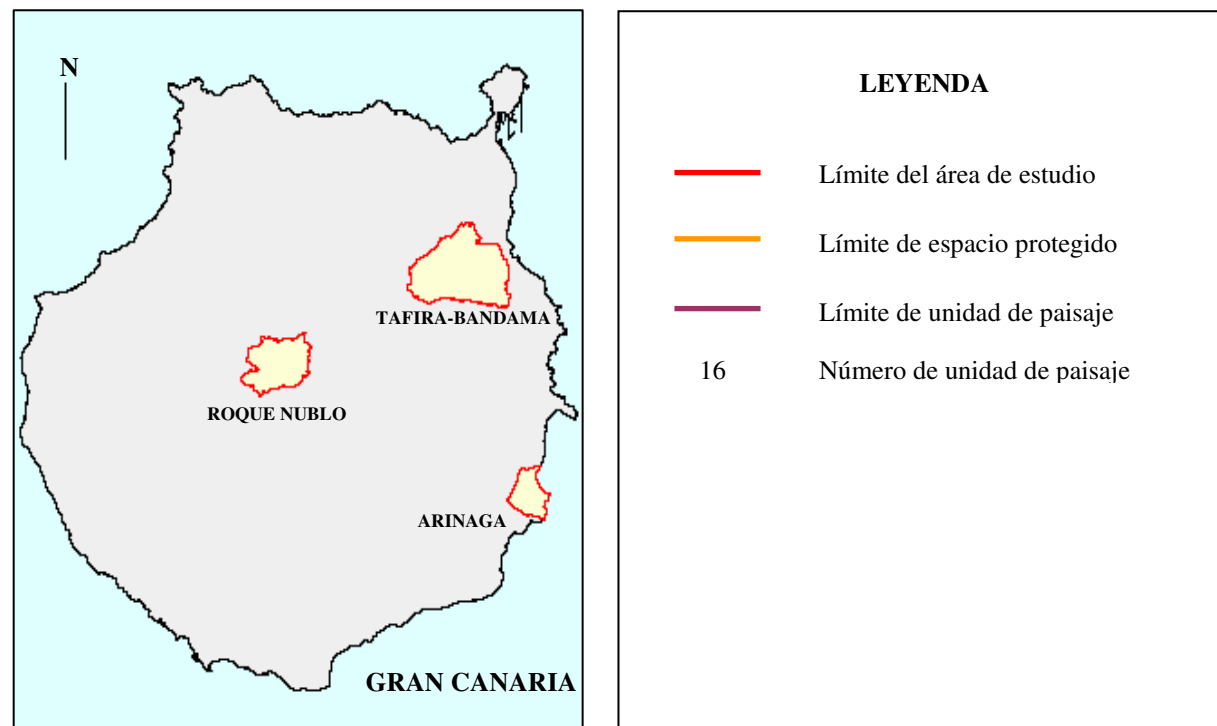 N
TAFIRA-BANDAMA
ROQUE NUBLO
ARINAGA
GRAN CANARIA
LEYENDA
Límite del área de estudio
Límite de espacio protegido
Límite de unidad de paisaje
16 Número de unidad de paisaje